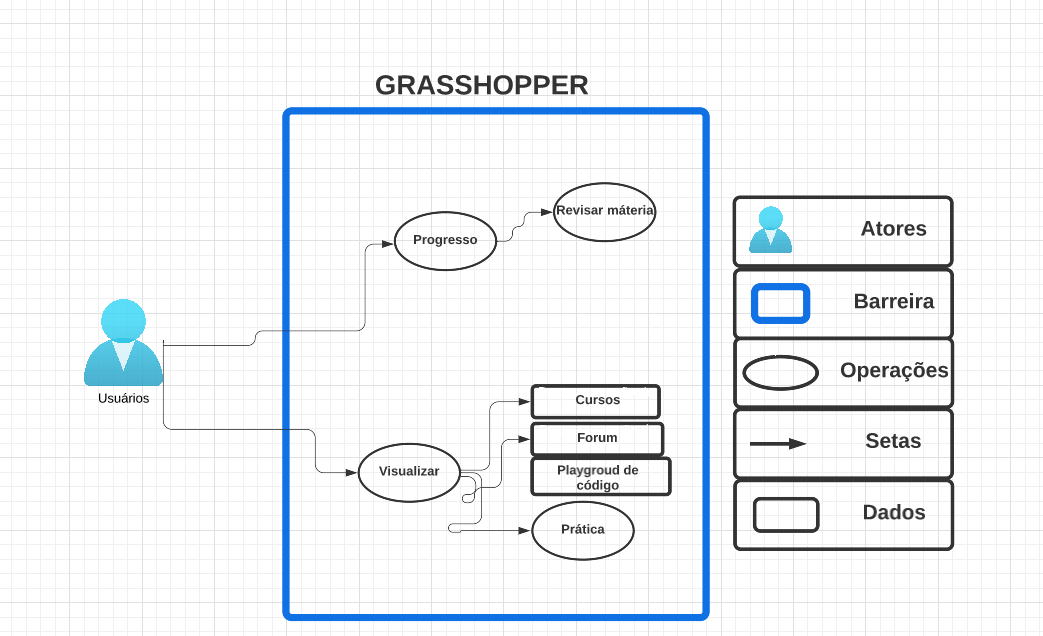 GRASSHOPPER
Revisar máteria
Progresso
Usuários
Visualizar
Cursos
Forum
Playgroud de
código
Prática
Atores
Barreira
Operações
Setas
Dados